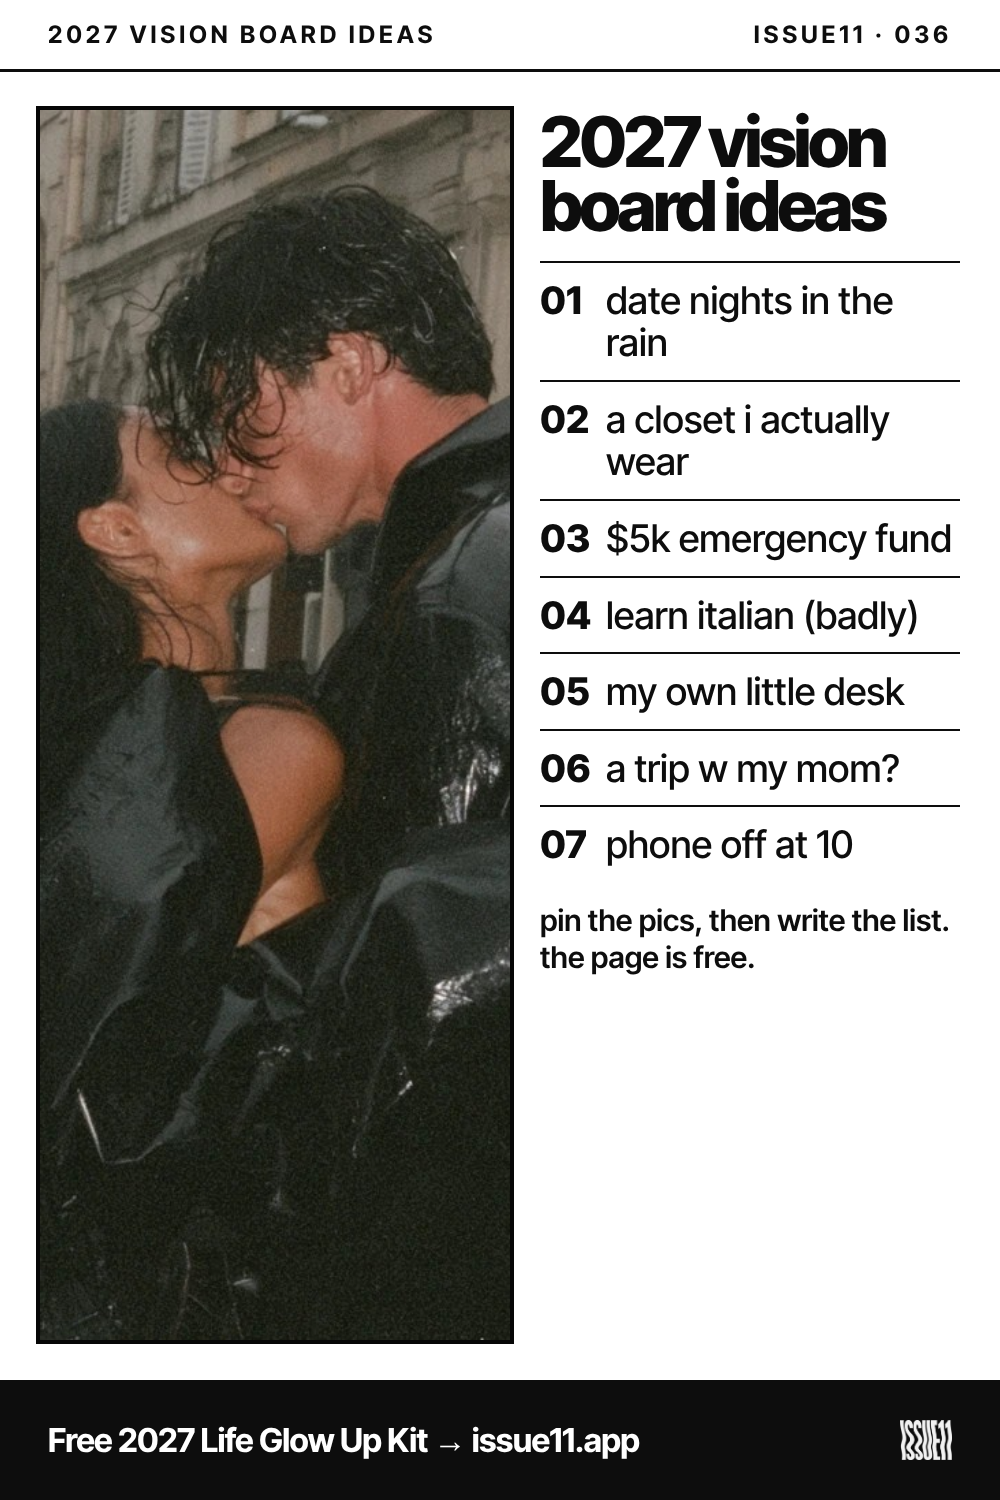 2027 VISION BOARD IDEAS
ISSUE11 · 036
2027 vision
board ideas
01 date nights in the
rain
02 a closet i actually
wear
03 $5k emergency fund
04 learn italian (badly)
05 my own little desk
06 a trip w my mom?
07 phone off at 10
pin the pics, then write the list.
the page is free.
Free 2027 Life Glow Up Kit → issue11.app
ISSUE11